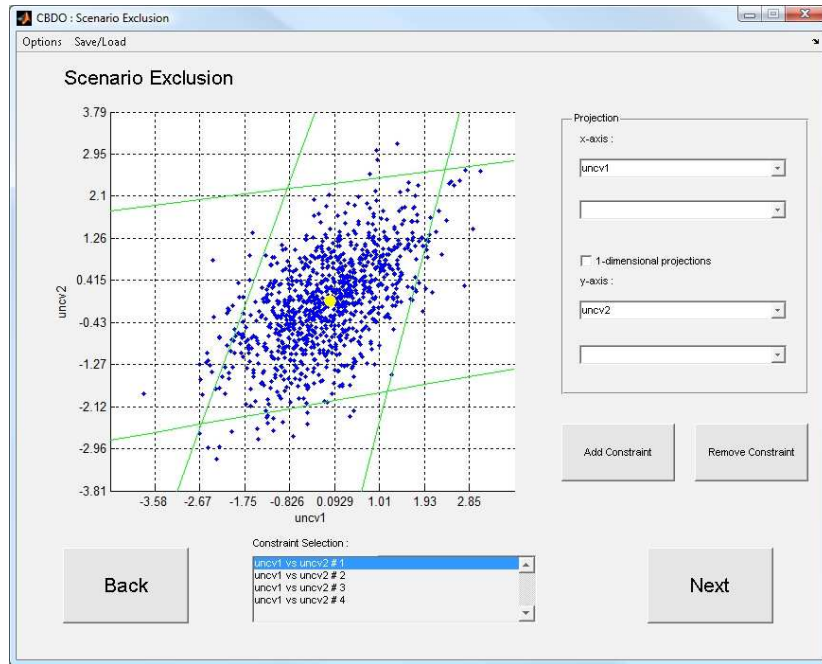 CBDO : Scenario Exclusion
Options Save/Load
Scenario Exclusion
3.79
2.95
2.1
1.26
0.415
-0.43
-1.27
-2.12
-2.96
-3.81
uncv2
-3.58 -2.67 -1.75 -0.826 0.0929 1.01 1.93 2.85
uncv1
Projection
x-axis :
uncv1
1-dimensional projections
y-axis :
uncv2
Add Constraint
Remove Constraint
Constraint Selection :
uncv1 vs uncv2 # 1
uncv1 vs uncv2 # 2
uncv1 vs uncv2 # 3
uncv1 vs uncv2 # 4
Back
Next